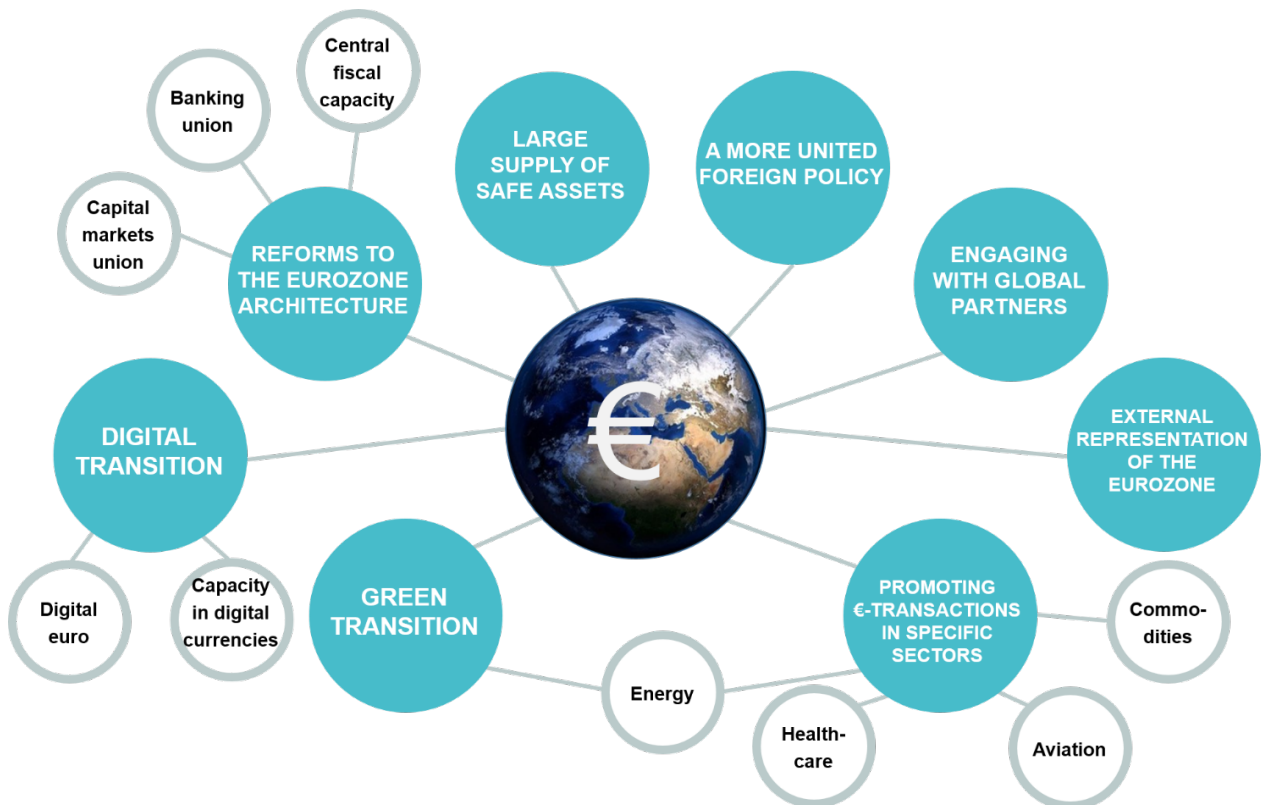 Central
fiscal
capacity
Banking
union
Capital
markets
union
REFORMS TO
THE EUROZONE
ARCHITECTURE
LARGE
SUPPLY OF
SAFE ASSETS
A MORE UNITED
FOREIGN POLICY
ENGAGING
WITH GLOBAL
PARTNERS
EXTERNAL
REPRESENTATION
OF THE
EUROZONE
€
DIGITAL
TRANSITION
Digital
euro
Capacity
in digital
currencies
GREEN
TRANSITION
Energy
PROMOTING
€-TRANSACTIONS
IN SPECIFIC
SECTORS
Commo-
dities
Health-
care
Aviation